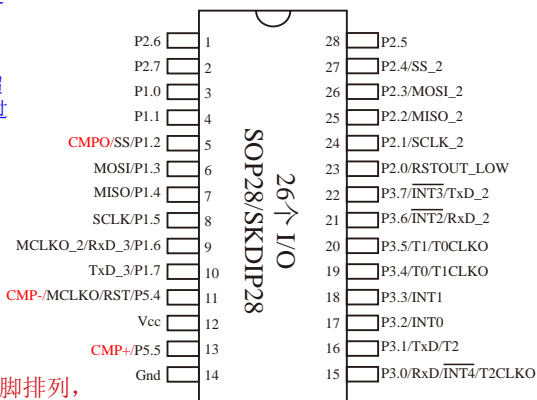 过
P2.6 1 28 P2.5
P2.7 2 27 P2.4/SS_2
P1.0 3 26 P2.3/MOSI_2
P1.1 4 25 P2.2/MISO_2
CMPO/SS/P1.2 5 24 P2.1/SCLK_2
MOSI/P1.3 6 23 P2.0/RSTOUT_LOW
MISO/P1.4 7 22 P3.7/INT3/TxD_2
SCLK/P1.5 8 21 P3.6/INT2/RxD_2
MCLKO_2/RxD_3/P1.6 9 20 P3.5/T1/T0CLKO
TxD_3/P1.7 10 19 P3.4/T0/T1CLKO
CMP-/MCLKO/RST/P5.4 11 18 P3.3/INT1
Vcc 12 17 P3.2/INT0
CMP+/P5.5 13 16 P3.1/TxD/T2
Gnd 14 15 P3.0/RxD/INT4/T2CLKO
26个 I/O
SOP28/SKDIP28
脚排列，